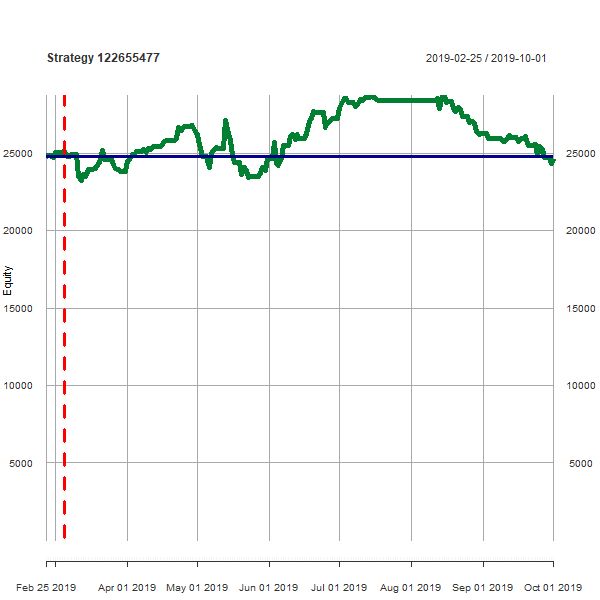 Strategy 122655477
2019-02-25 / 2019-10-01
25000
25000
20000
20000
Equity
15000
15000
10000
10000
5000
5000
Feb 25 2019
Apr 01 2019
May 01 2019
Jun 01 2019
Jul 01 2019
Aug 01 2019
Sep 01 2019
Oct 01 2019